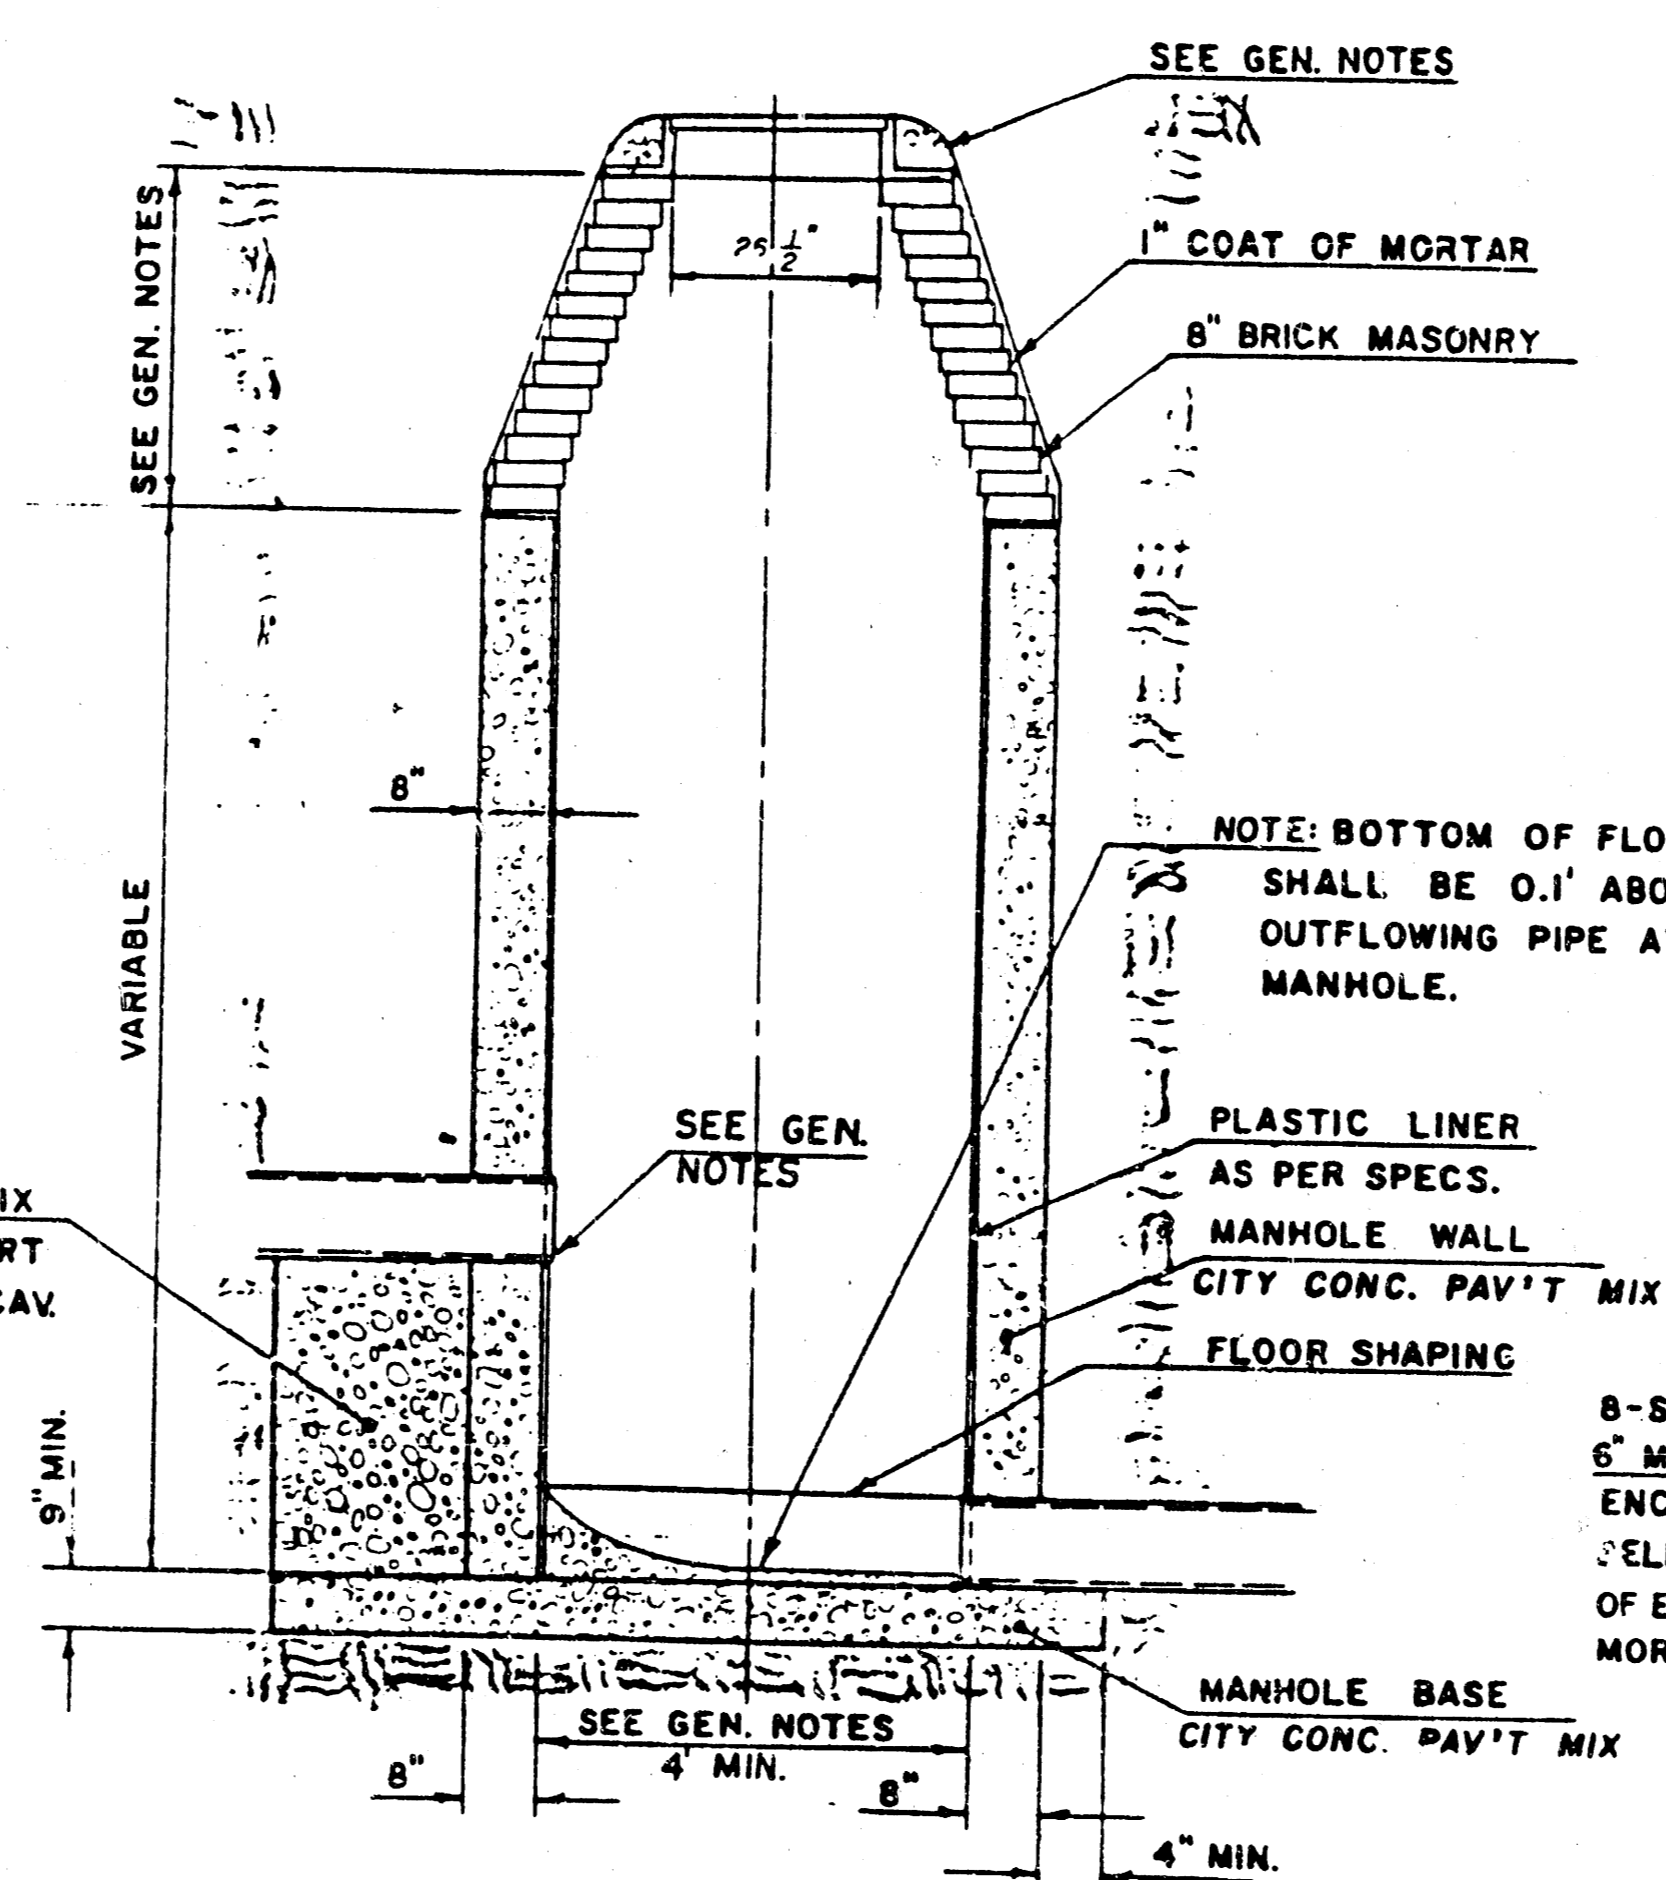 SEE GEN. NOTES
1" COAT OF MORTAR
8" BRICK MASONRY
SEE GEN. NOTES
1/2"
8"
NOTE: BOTTOM OF FLO
SHALL BE 0.1' ABO
OUTFLOWING PIPE A
MANHOLE.
VARIABLE
SEE GEN.
NOTES
PLASTIC LINER
AS PER SPECS.
MANHOLE WALL
CITY CONC. PAV'T MIX
IX
RT
CAV.
FLOOR SHAPING
9" MIN.
8-S
6" M
ENC
SEL
OF E
MOR
MANHOLE BASE
CITY CONC. PAV'T MIX
SEE GEN. NOTES
4' MIN.
8"
8"
4" MIN.